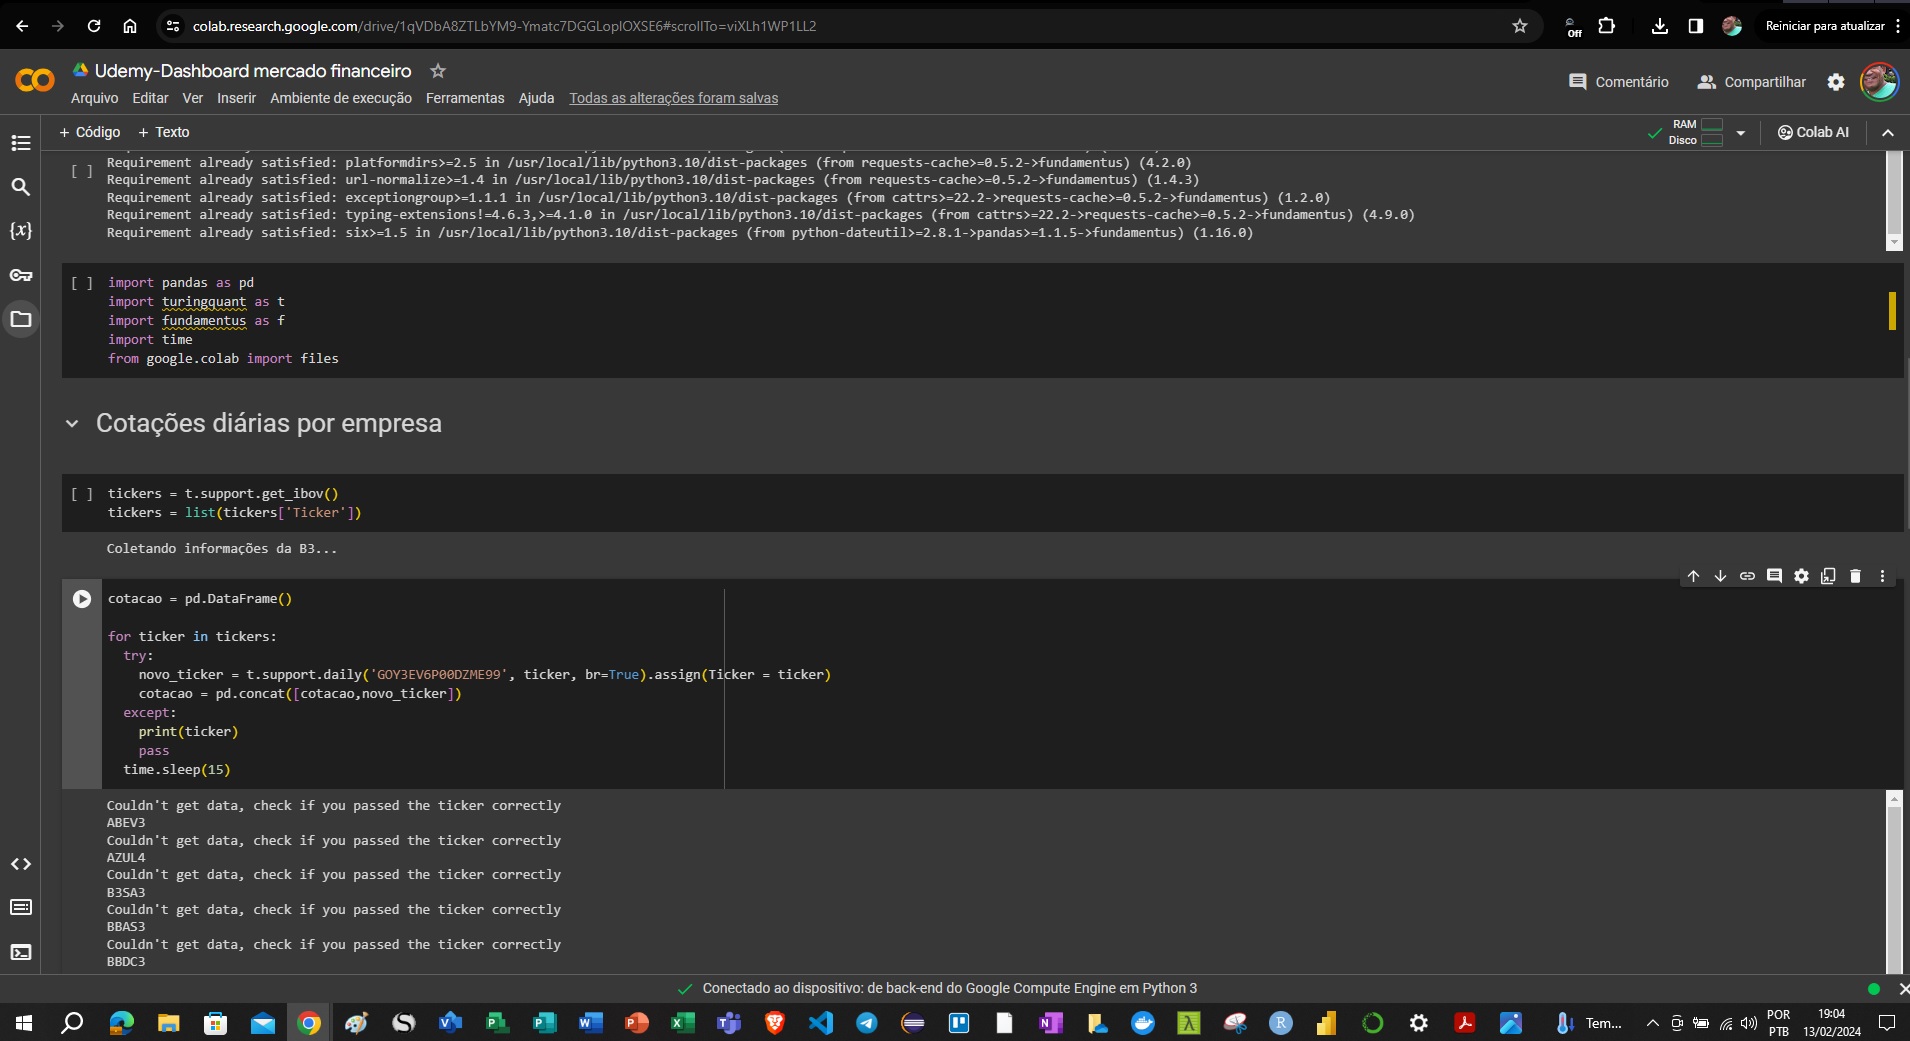 colab.research.google.com/drive/1qVDbA8ZTLbYM9-Ymatc7DGGLoplOXSE6#scrollTo=viXLh1WP1LL2
Off
Reiniciar para atualizar
Udemy-Dashboard mercado financeiro
Arquivo Editar Ver Inserir Ambiente de execução Ferramentas Ajuda Todas as alterações foram salvas
Comentário
Compartilhar
+ Código + Texto
RAM
Disco
Colab AI
Requirement already satisfied: platformdirs>=2.5 in /usr/local/lib/python3.10/dist-packages (from requests-cache>=0.5.2->fundamentus) (4.2.0)
[ ] Requirement already satisfied: url-normalize>=1.4 in /usr/local/lib/python3.10/dist-packages (from requests-cache>=0.5.2->fundamentus) (1.4.3)
Requirement already satisfied: exceptiongroup>=1.1.1 in /usr/local/lib/python3.10/dist-packages (from cattrs>=22.2->requests-cache>=0.5.2->fundamentus) (1.2.0)
Requirement already satisfied: typing-extensions!=4.6.3,>=4.1.0 in /usr/local/lib/python3.10/dist-packages (from cattrs>=22.2->requests-cache>=0.5.2->fundamentus) (4.9.0)
Requirement already satisfied: six>=1.5 in /usr/local/lib/python3.10/dist-packages (from python-dateutil>=2.8.1->pandas>=1.1.5->fundamentus) (1.16.0)
[ ] import pandas as pd
import turingquant as t
import fundamentus as f
import time
from google.colab import files
Cotações diárias por empresa
[ ] tickers = t.support.get_ibov()
tickers = list(tickers['Ticker'])
Coletando informações da B3...
cotacao = pd.DataFrame()
for ticker in tickers:
try:
novo_ticker = t.support.daily('GOY3EV6P00DZME99', ticker, br=True).assign(Ticker = ticker)
cotacao = pd.concat([cotacao,novo_ticker])
except:
print(ticker)
pass
time.sleep(15)
Couldn't get data, check if you passed the ticker correctly
ABEV3
Couldn't get data, check if you passed the ticker correctly
AZUL4
Couldn't get data, check if you passed the ticker correctly
B3SA3
Couldn't get data, check if you passed the ticker correctly
BBAS3
Couldn't get data, check if you passed the ticker correctly
BBDC3
Conectado ao dispositivo: de back-end do Google Compute Engine em Python 3
Tem...
POR
PTB
19:04
13/02/2024